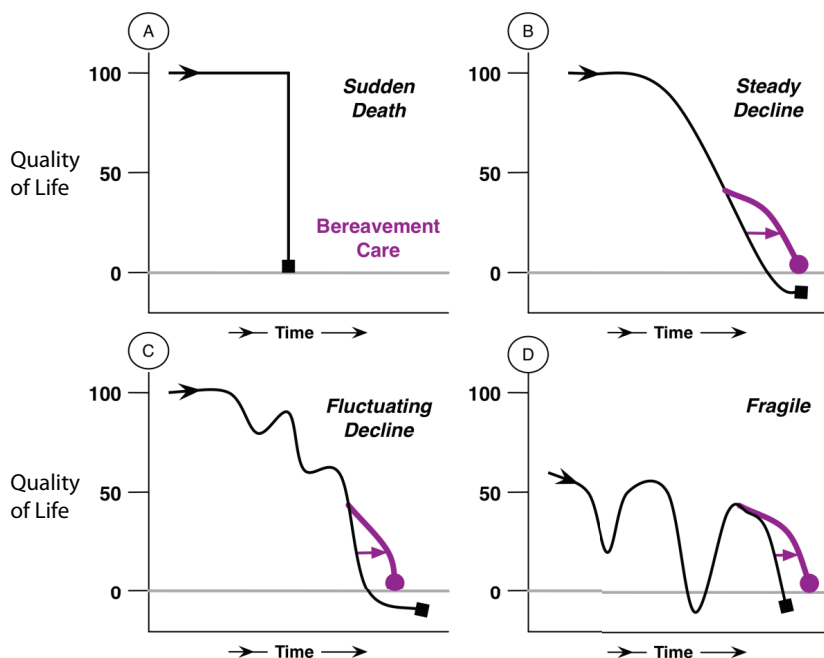 A
100
50
0
Quality
of Life
Sudden
Death
Bereavement
Care
Time
B
100
50
0
Steady
Decline
Time
C
100
50
0
Quality
of Life
Fluctuating
Decline
Time
D
100
50
0
Fragile
Time